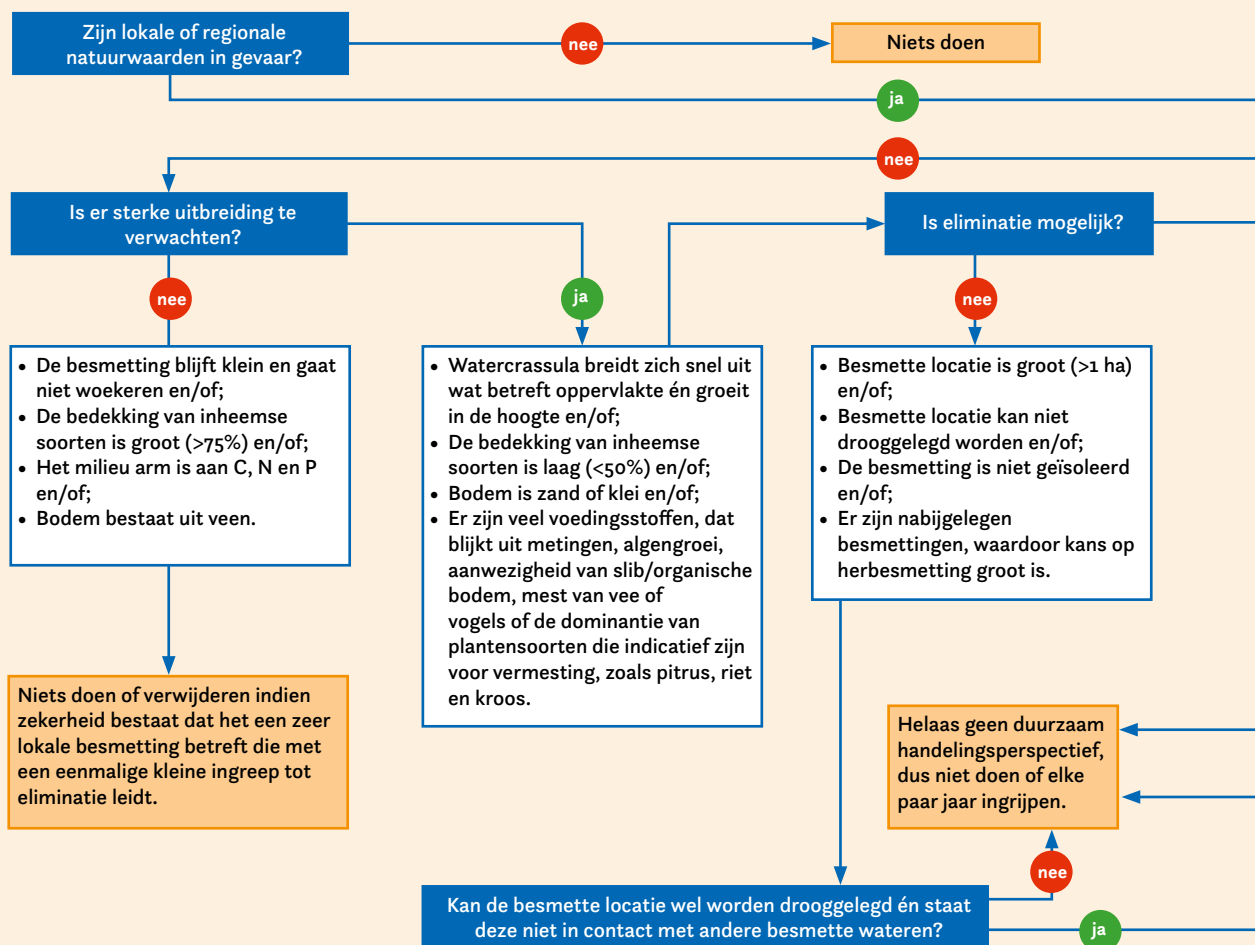 Zijn lokale of regionale
natuurwaarden in gevaar?
nee
Niets doen
ja
nee
Is er sterke uitbreiding te
verwachten?
Is eliminatie mogelijk?
nee
ja
nee
• De besmetting blijft klein en gaat
niet woekeren en/of;
• De bedekking van inheemse
soorten is groot (>75%) en/of;
• Het milieu arm is aan C, N en P
en/of;
• Bodem bestaat uit veen.
• Watercrassula breidt zich snel uit
wat betreft oppervlakte én groeit
in de hoogte en/of;
• De bedekking van inheemse
soorten is laag (<50%) en/of;
• Bodem is zand of klei en/of;
• Er zijn veel voedingsstoffen, dat
blijkt uit metingen, algengroei,
aanwezigheid van slib/organische
bodem, mest van vee of
vogels of de dominantie van
plantensoorten die indicatief zijn
voor vermesting, zoals pitrus, riet
en kroos.
• Besmette locatie is groot (>1 ha)
en/of;
• Besmette locatie kan niet
drooggelegd worden en/of;
• De besmetting is niet geïsoleerd
en/of;
• Er zijn nabijgelegen
besmettingen, waardoor kans op
herbesmetting groot is.
Niets doen of verwijderen indien
zekerheid bestaat dat het een zeer
lokale besmetting betreft die met
een eenmalige kleine ingreep tot
eliminatie leidt.
Helaas geen duurzaam
handelingsperspectief,
dus niet doen of elke
paar jaar ingrijpen.
nee
Kan de besmette locatie wel worden drooggelegd én staat
deze niet in contact met andere besmette wateren?
ja